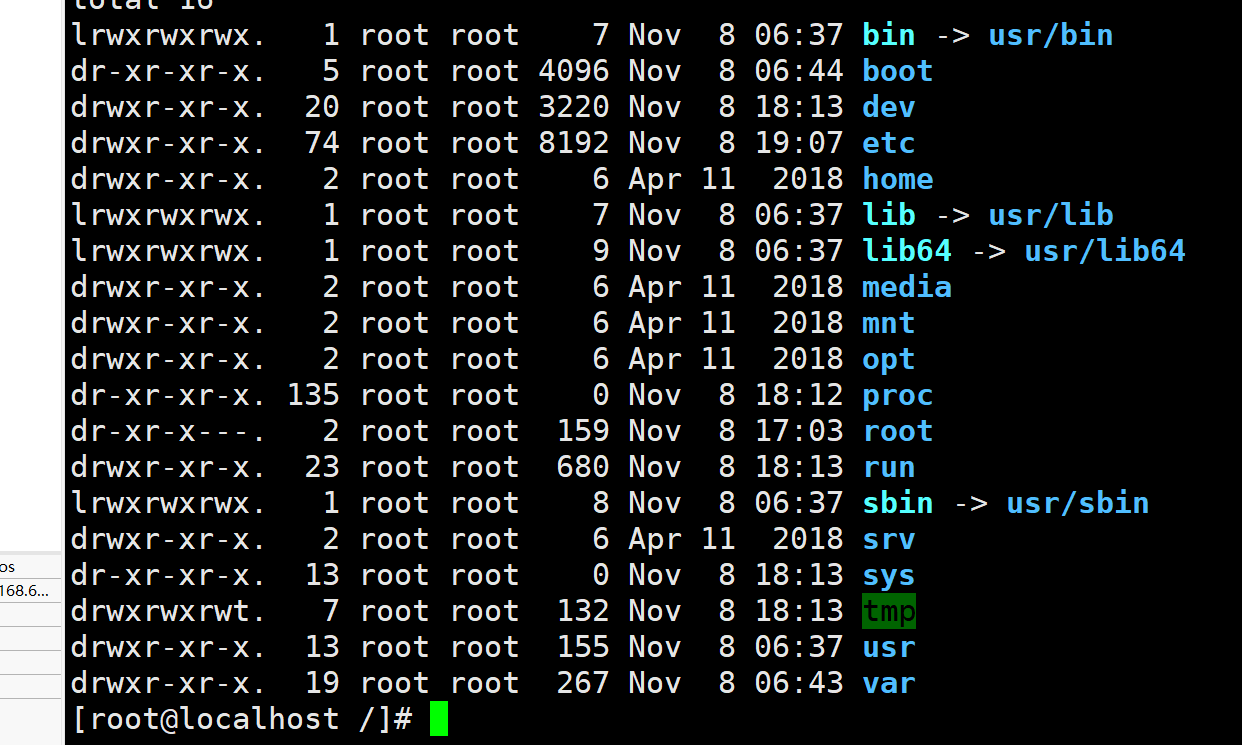 total 16
lrwxrwxrwx.   1 root root    7 Nov  8 06:37 bin -> usr/bin
dr-xr-xr-x.   5 root root 4096 Nov  8 06:44 boot
drwxr-xr-x.  20 root root 3220 Nov  8 18:13 dev
drwxr-xr-x.  74 root root 8192 Nov  8 19:07 etc
drwxr-xr-x.   2 root root    6 Apr 11  2018 home
lrwxrwxrwx.   1 root root    7 Nov  8 06:37 lib -> usr/lib
lrwxrwxrwx.   1 root root    9 Nov  8 06:37 lib64 -> usr/lib64
drwxr-xr-x.   2 root root    6 Apr 11  2018 media
drwxr-xr-x.   2 root root    6 Apr 11  2018 mnt
drwxr-xr-x.   2 root root    6 Apr 11  2018 opt
dr-xr-xr-x. 135 root root    0 Nov  8 18:12 proc
dr-xr-x---.   2 root root  159 Nov  8 17:03 root
drwxr-xr-x.  23 root root  680 Nov  8 18:13 run
lrwxrwxrwx.   1 root root    8 Nov  8 06:37 sbin -> usr/sbin
drwxr-xr-x.   2 root root    6 Apr 11  2018 srv
dr-xr-xr-x.  13 root root    0 Nov  8 18:13 sys
drwxrwxrwt.   7 root root  132 Nov  8 18:13 tmp
drwxr-xr-x.  13 root root  155 Nov  8 06:37 usr
drwxr-xr-x.  19 root root  267 Nov  8 06:43 var
[root@localhost /]#
os
168.6...